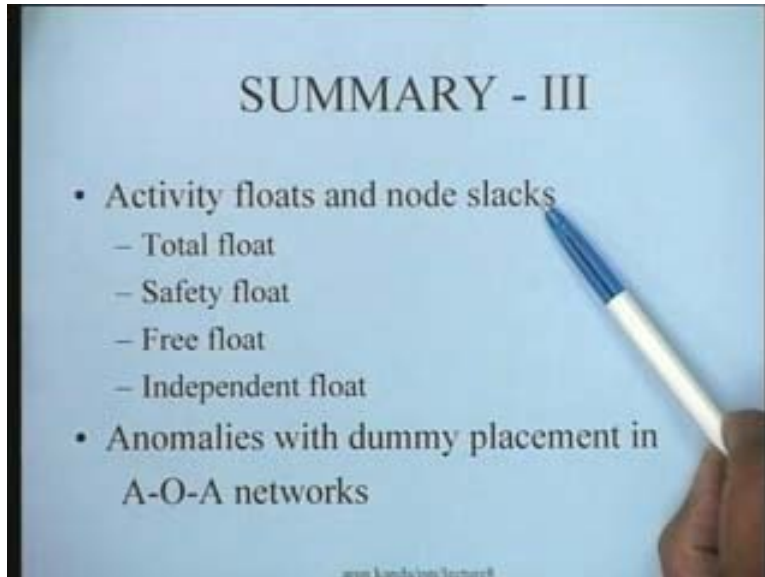 SUMMARY - III
• Activity floats and node slacks
– Total float
– Safety float
– Free float
– Independent float
• Anomalies with dummy placement in
A-O-A networks